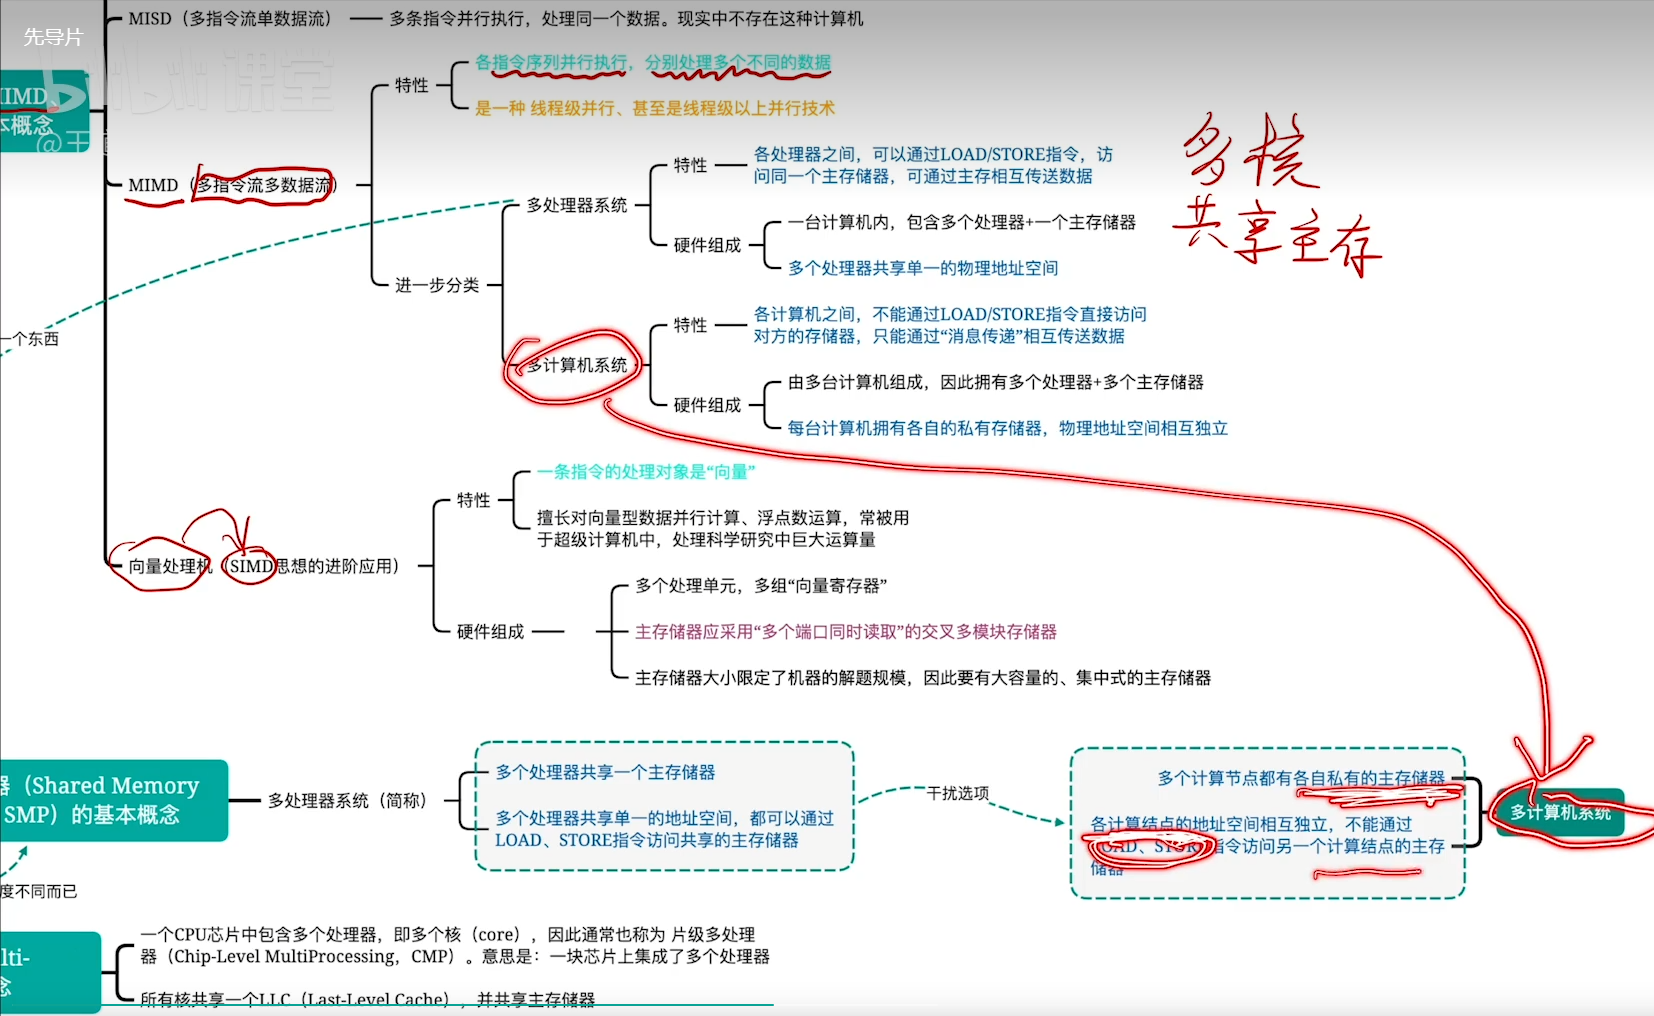 MISD（多指令流单数据流）
多条指令并行执行，处理同一个数据。现实中不存在这种计算机
先导片
课堂
各指令序列并行执行，分别处理多个不同的数据
特性
是一种 线程级并行、甚至是线程级以上并行技术
MIMD、
本概念
MIMD（多指令流多数据流）
多核
共享主存
特性
各处理器之间，可以通过LOAD/STORE指令，访
问同一个主存储器，可通过主存相互传送数据
多处理器系统
硬件组成
一台计算机内，包含多个处理器+一个主存储器
多个处理器共享单一的物理地址空间
进一步分类
一个东西
特性
各计算机之间，不能通过LOAD/STORE指令直接访问
对方的存储器，只能通过“消息传递”相互传送数据
多计算机系统
硬件组成
由多台计算机组成，因此拥有多个处理器+多个主存储器
每台计算机拥有各自的私有存储器，物理地址空间相互独立
特性
一条指令的处理对象是“向量”
擅长对向量型数据并行计算、浮点数运算，常被用
于超级计算机中，处理科学研究中巨大运算量
向量处理机（SIMD思想的进阶应用）
硬件组成
多个处理单元，多组“向量寄存器”
主存储器应采用“多个端口同时读取”的交叉多模块存储器
主存储器大小限定了机器的解题规模，因此要有大容量的、集中式的主存储器
器（Shared Memory
SMP）的基本概念
多处理器系统（简称）
多个处理器共享一个主存储器
多个处理器共享单一的地址空间，都可以通过
LOAD、STORE指令访问共享的主存储器
干扰选项
多个计算节点都有各自私有的主存储器
各计算结点的地址空间相互独立，不能通过
LOAD、STORE指令访问另一个计算结点的主存
储器
多计算机系统
度不同而已
lti-
念
一个CPU芯片中包含多个处理器，即多个核（core），因此通常也称为 片级多处理
器（Chip-Level MultiProcessing，CMP）。意思是：一块芯片上集成了多个处理器
所有核共享一个LLC（Last-Level Cache），并共享主存储器